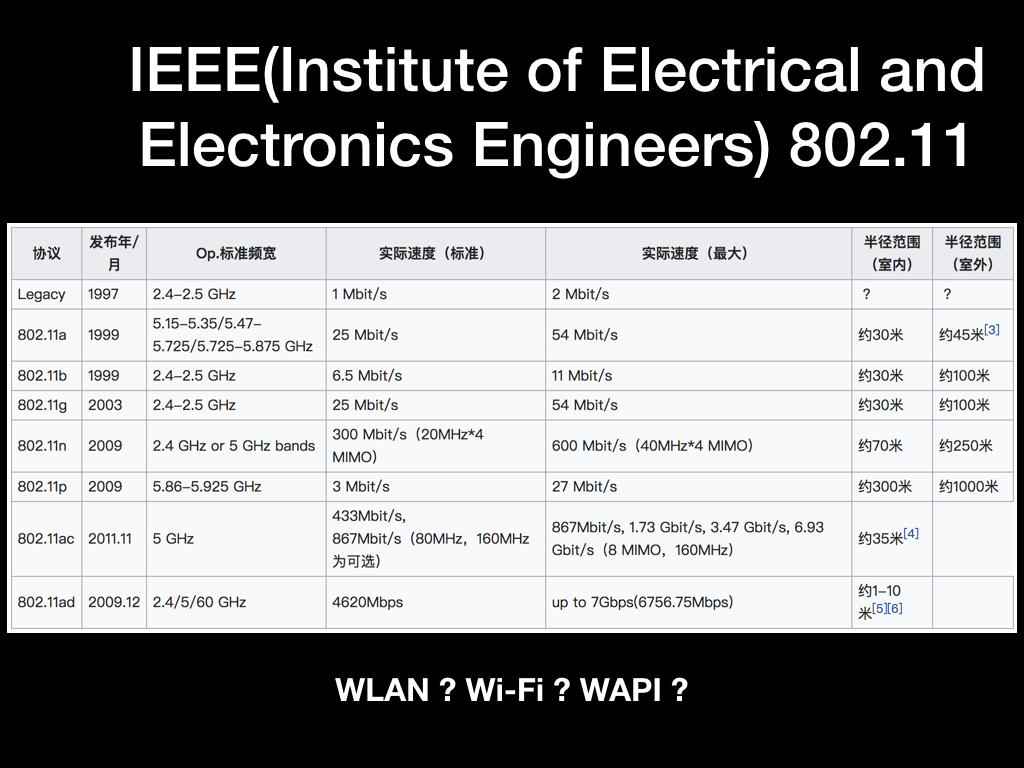 IEEE(Institute of Electrical and
Electronics Engineers) 802.11
协议 发布年/月 Op.标准频宽 实际速度（标准） 实际速度（最大） 半径范围（室内） 半径范围（室外）
Legacy 1997 2.4–2.5 GHz 1 Mbit/s 2 Mbit/s ？ ？
802.11a 1999 5.15–5.35/5.47–5.725/5.725–5.875 GHz 25 Mbit/s 54 Mbit/s 约30米 约45米[3]
802.11b 1999 2.4–2.5 GHz 6.5 Mbit/s 11 Mbit/s 约30米 约100米
802.11g 2003 2.4–2.5 GHz 25 Mbit/s 54 Mbit/s 约30米 约100米
802.11n 2009 2.4 GHz or 5 GHz bands 300 Mbit/s（20MHz*4 MIMO） 600 Mbit/s（40MHz*4 MIMO） 约70米 约250米
802.11p 2009 5.86–5.925 GHz 3 Mbit/s 27 Mbit/s 约300米 约1000米
802.11ac 2011.11 5 GHz 433Mbit/s, 867Mbit/s（80MHz，160MHz为可选） 867Mbit/s, 1.73 Gbit/s, 3.47 Gbit/s, 6.93 Gbit/s（8 MIMO，160MHz） 约35米[4]
802.11ad 2009.12 2.4/5/60 GHz 4620Mbps up to 7Gbps(6756.75Mbps) 约1–10米[5][6]
WLAN？Wi-Fi？WAPI？